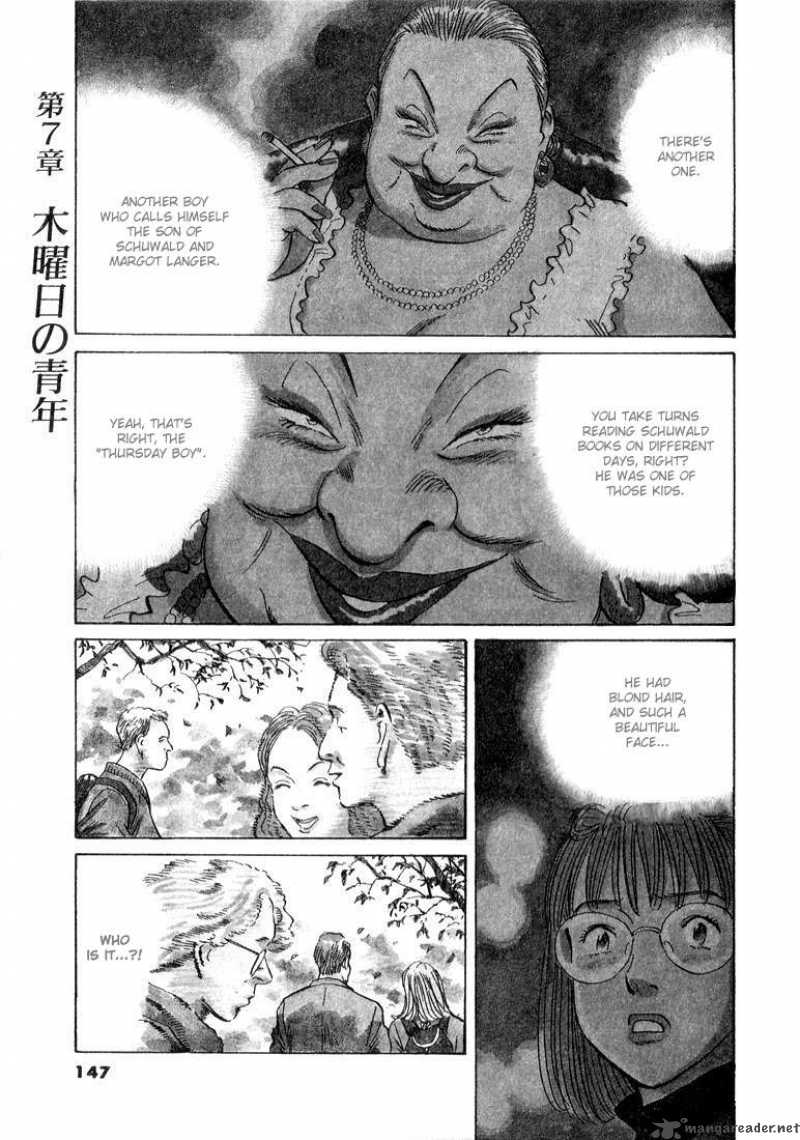 第7章 木曜日の青年
THERE'S
ANOTHER
ONE.
ANOTHER BOY
WHO CALLS HIMSELF
THE SON OF
SCHUWALD AND
MARGOT LANGER.
YOU TAKE TURNS
READING SCHUWALD
BOOKS ON DIFFERENT
DAYS, RIGHT?
HE WAS ONE OF
THOSE KIDS.
YEAH, THAT'S
RIGHT, THE
"THURSDAY BOY".
HE HAD
BLOND HAIR,
AND SUCH A
BEAUTIFUL
FACE...
WHO
IS IT...?!
147
mangareader.net